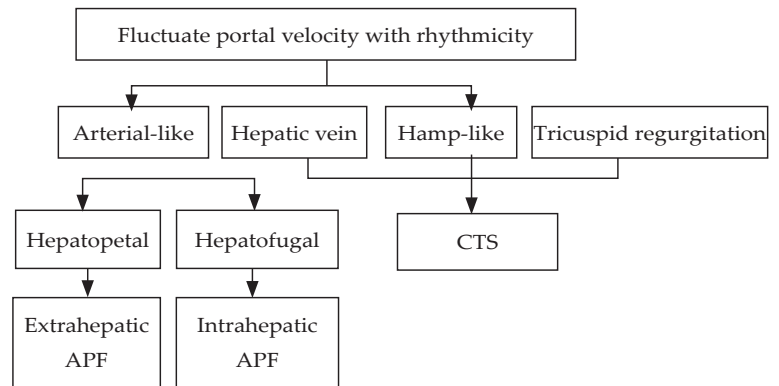 Fluctuate portal velocity with rhythmicity
Arterial-like
Hepatic vein
Hamp-like
Tricuspid regurgitation
Hepatopetal
Hepatofugal
CTS
Extrahepatic
APF
Intrahepatic
APF